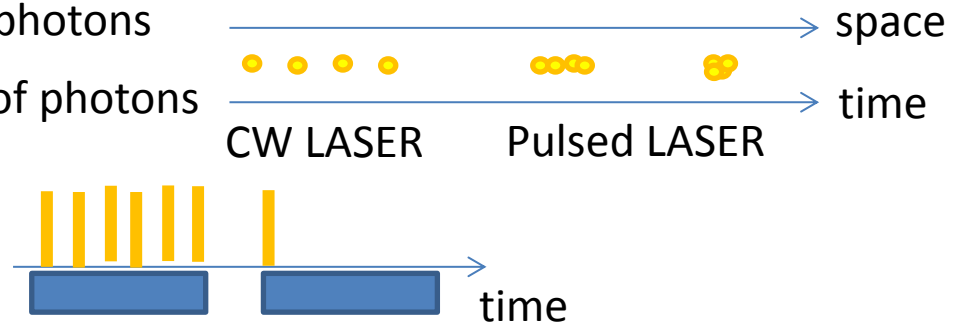 photons
space
of photons
time
CW LASER
Pulsed LASER
time